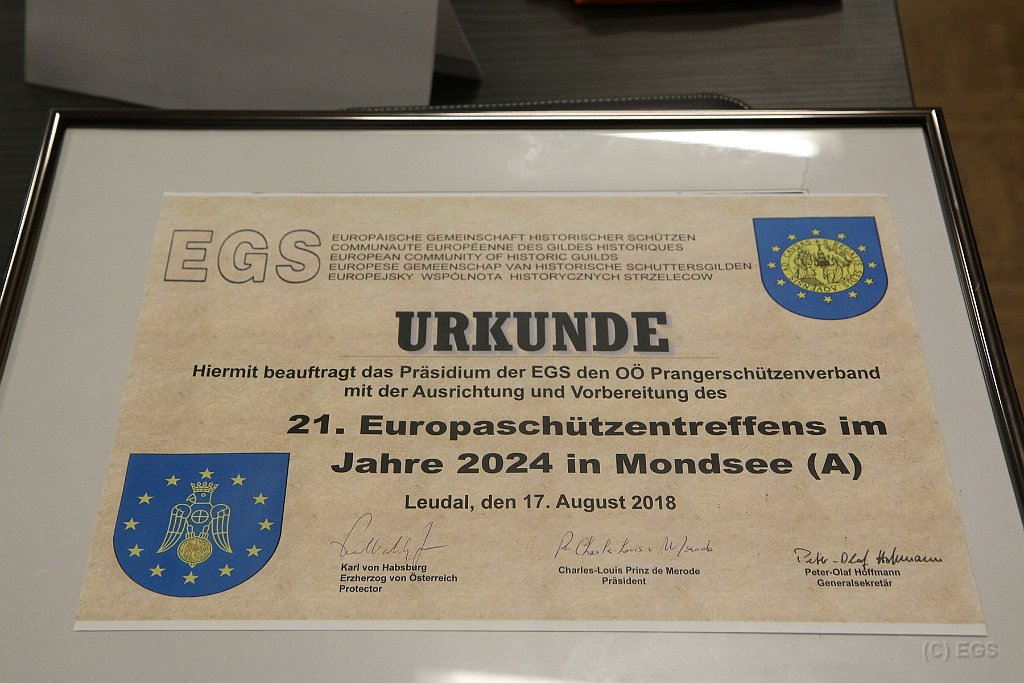 EGS
EUROPÄISCHE GEMEINSCHAFT HISTORISCHER SCHÜTZEN
COMMUNAUTE EUROPÉENNE DES GILDES HISTORIQUES
EUROPEAN COMMUNITY OF HISTORIC GUILDS
EUROPESE GEMEENSCHAP VAN HISTORISCHE SCHUTTERSGILDEN
EUROPEJSKY WSPÓLNOTA HISTORYCZNYCH STRZELECOW
URKUNDE
Hiermit beauftragt das Präsidium der EGS den OÖ Prangerschützenverband
mit der Ausrichtung und Vorbereitung des
21. Europaschützentreffens im
Jahre 2024 in Mondsee (A)
Leudal, den 17. August 2018
Karl von Habsburg
Erzherzog von Österreich
Protector
Charles-Louis Prinz de Merode
Präsident
Peter-Olaf Hoffmann
Peter-Olaf Hoffmann
Generalsekretär
(C) EGS